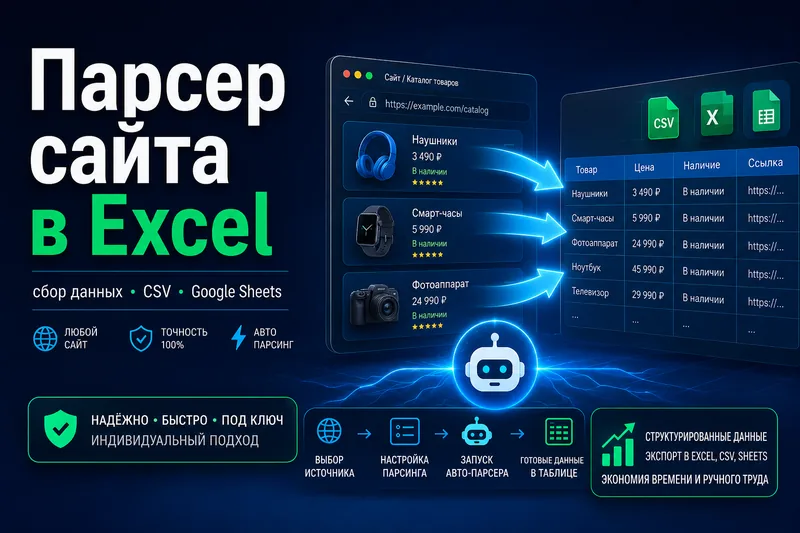 Парсер
сайта
в Excel
сбор данных • CSV • Google Sheets
ЛЮБОЙ
САЙТ
ТОЧНОСТЬ
100%
АВТО
ПАРСИНГ
НАДЁЖНО • БЫСТРО • ПОД КЛЮЧ
ИНДИВИДУАЛЬНЫЙ ПОДХОД
Сайт / Каталог товаров
https://example.com/catalog
Наушники
3 490 ₽
В наличии
Смарт-часы
5 990 ₽
В наличии
Фотоаппарат
24 990 ₽
В наличии
CSV
X
Товар Цена Наличие Ссылка
Наушники 3 490 ₽ В наличии https://...
Смарт-часы 5 990 ₽ В наличии https://...
Фотоаппарат 24 990 ₽ В наличии https://...
Ноутбук 45 990 ₽ В наличии https://...
Телевизор 29 990 ₽ В наличии https://...
... ... ... ...
ВЫБОР
ИСТОЧНИКА
НАСТРОЙКА
ПАРСИНГА
ЗАПУСК
АВТО-ПАРСЕРА
ГОТОВЫЕ ДАННЫЕ
В ТАБЛИЦЕ
СТРУКТУРИРОВАННЫЕ ДАННЫЕ
ЭКСПОРТ В EXCEL, CSV, SHEETS
ЭКОНОМИЯ ВРЕМЕНИ И РУЧНОГО ТРУДА